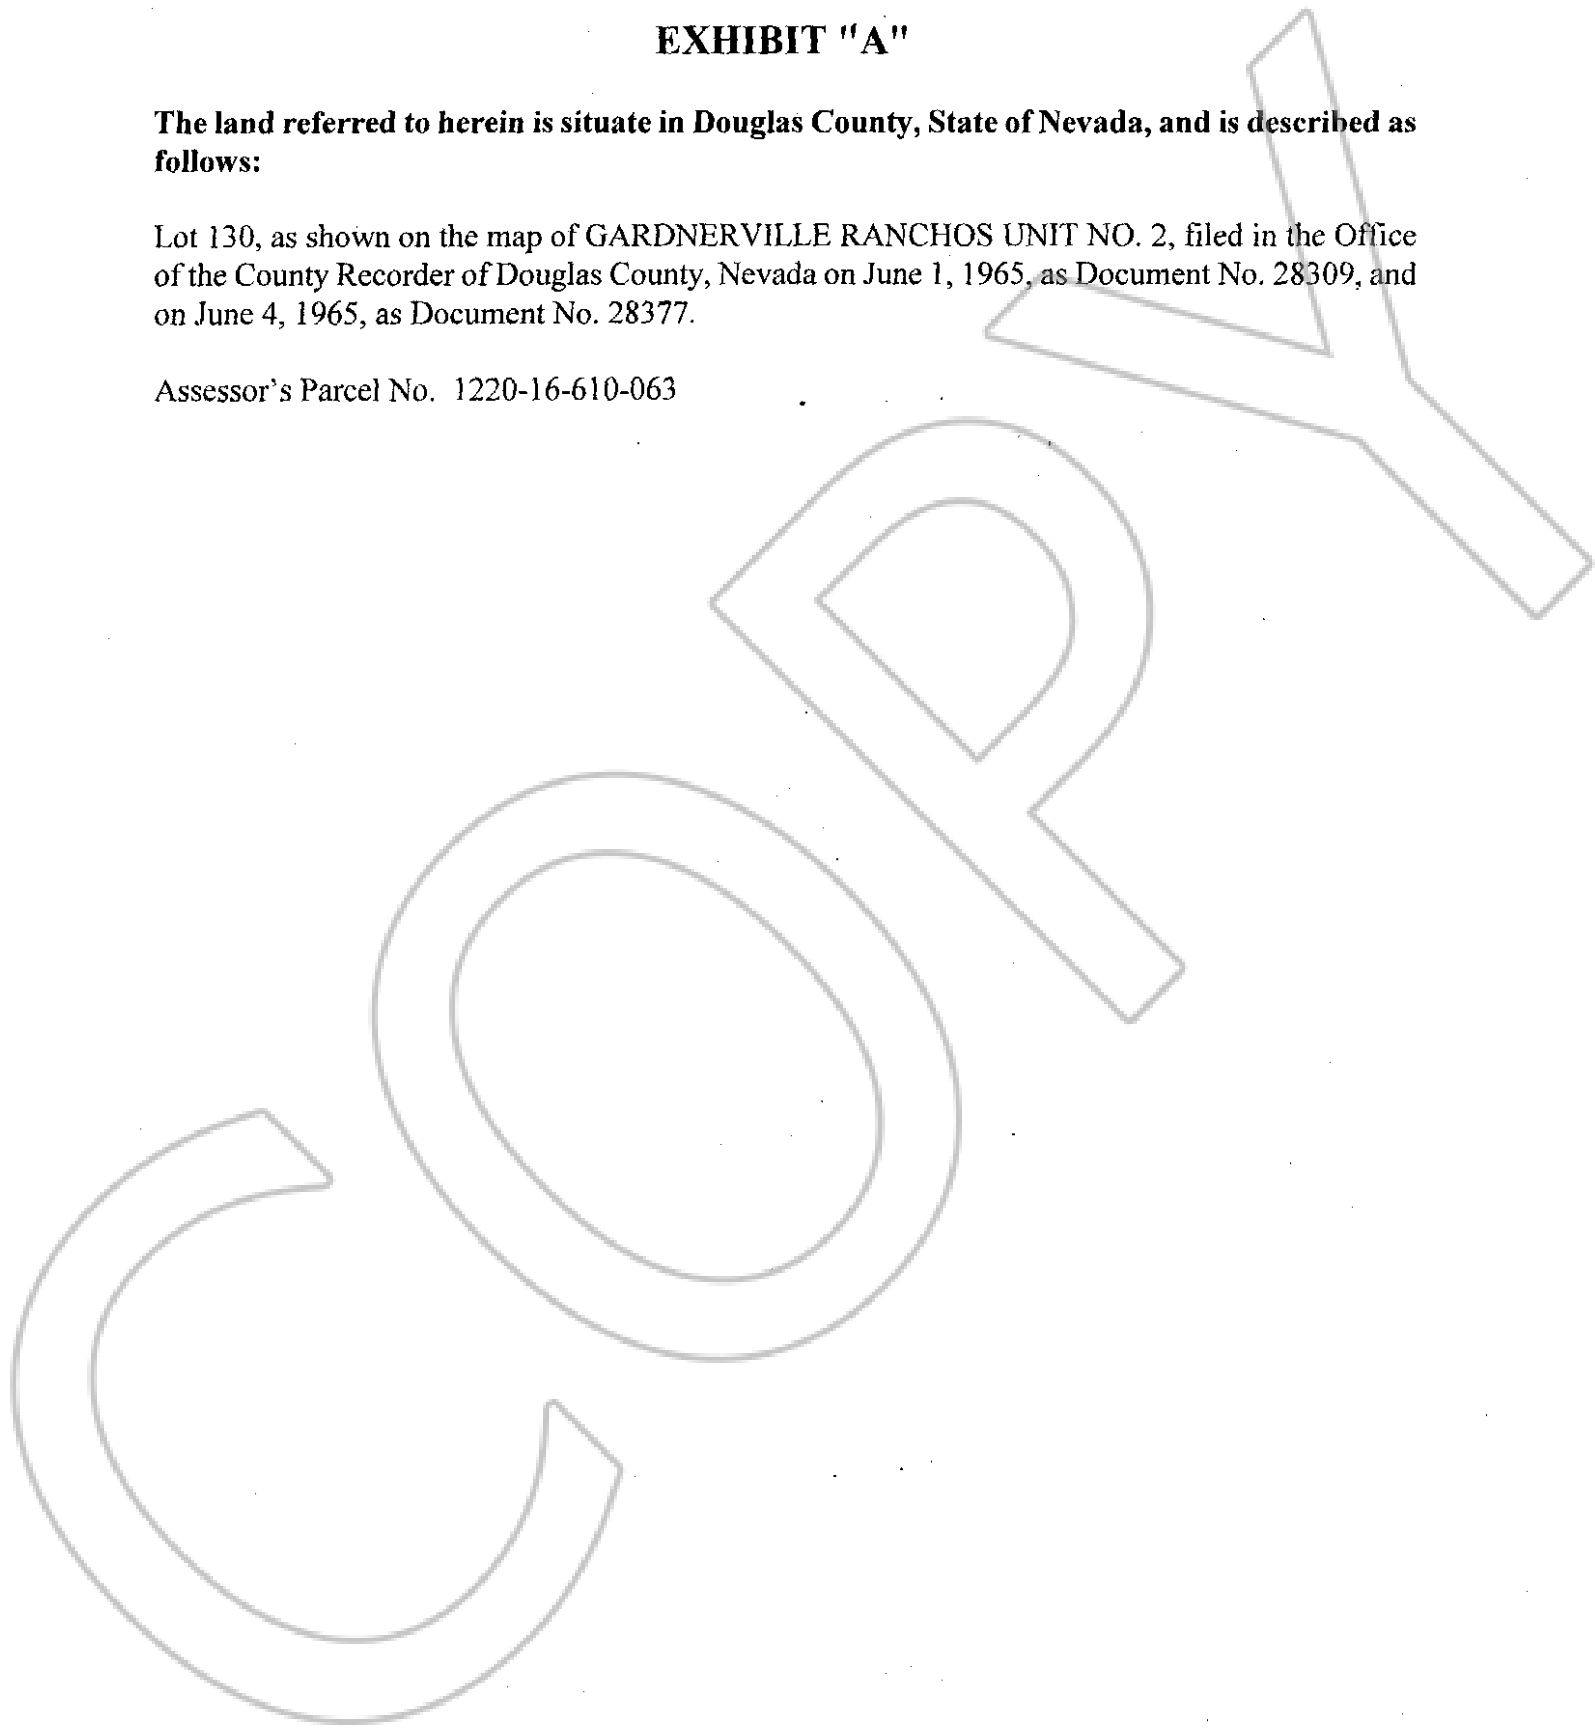 EXHIBIT "A"
The land referred to herein is situate in Douglas County, State of Nevada, and is described as
follows:
Lot 130, as shown on the map of GARDNERVILLE RANCHOS UNIT NO. 2, filed in the Office
of the County Recorder of Douglas County, Nevada on June 1, 1965, as Document No. 28309, and
on June 4, 1965, as Document No. 28377.
Assessor's Parcel No. 1220-16-610-063
COPY